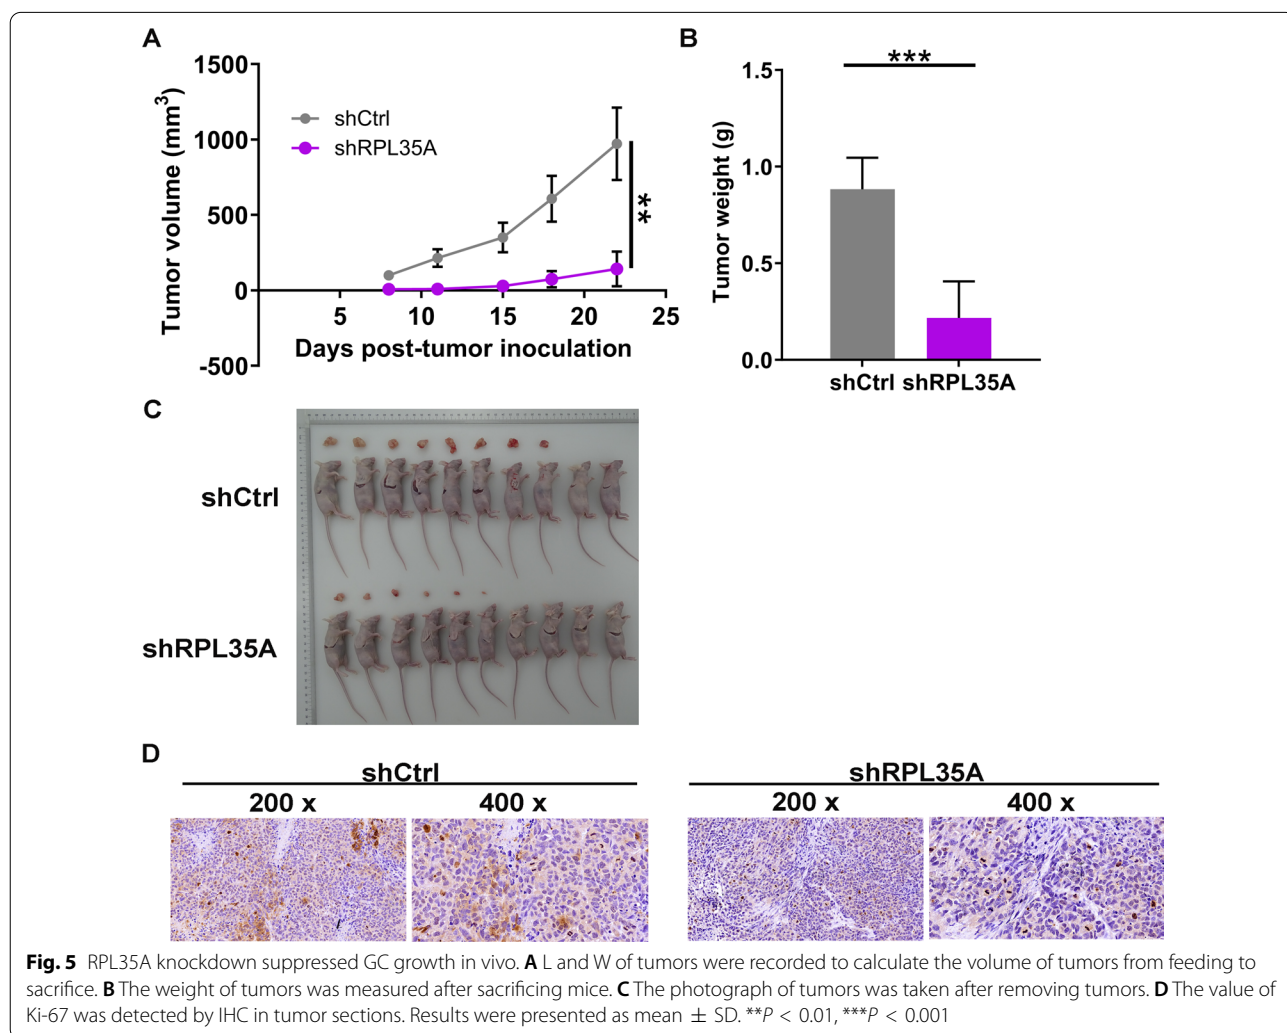 A
1500
1000
500
0
-500
Tumor volume (mm³)
shCtrl
shRPL35A
**
5 10 15 20 25
Days post-tumor inoculation
B
***
1.5
1.0
0.5
0.0
Tumor weight (g)
shCtrl shRPL35A
C
shCtrl
shRPL35A
D
shCtrl
200 x 400 x
shRPL35A
200 x 400 x
Fig. 5 RPL35A knockdown suppressed GC growth in vivo. A L and W of tumors were recorded to calculate the volume of tumors from feeding to
sacrifice. B The weight of tumors was measured after sacrificing mice. C The photograph of tumors was taken after removing tumors. D The value of
Ki-67 was detected by IHC in tumor sections. Results were presented as mean ± SD. **P < 0.01, ***P < 0.001